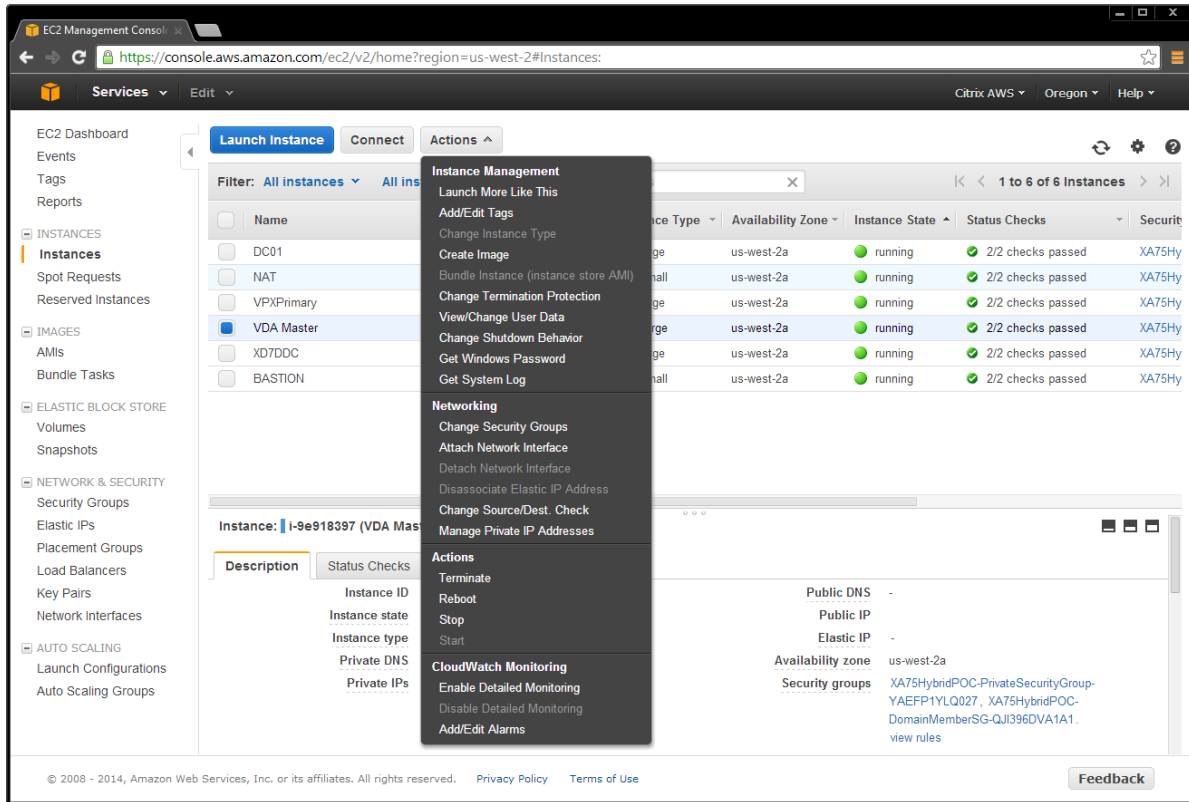 EC2 Management Consol
https://console.aws.amazon.com/ec2/v2/home?region=us-west-2#Instances:
Services Edit Citrix AWS Oregon Help
EC2 Dashboard
Events
Tags
Reports
INSTANCES
Instances
Spot Requests
Reserved Instances
IMAGES
AMIs
Bundle Tasks
ELASTIC BLOCK STORE
Volumes
Snapshots
NETWORK & SECURITY
Security Groups
Elastic IPs
Placement Groups
Load Balancers
Key Pairs
Network Interfaces
AUTO SCALING
Launch Configurations
Auto Scaling Groups
Launch Instance Connect Actions
Filter: All instances All ins 1 to 6 of 6 Instances
Name nce Type Availability Zone Instance State Status Checks Security
DC01 ge us-west-2a running 2/2 checks passed XA75Hy
NAT nall us-west-2a running 2/2 checks passed XA75Hy
VPXPrimary ge us-west-2a running 2/2 checks passed XA75Hy
VDA Master rge us-west-2a running 2/2 checks passed XA75Hy
XD7DDC ge us-west-2a running 2/2 checks passed XA75Hy
BASTION nall us-west-2a running 2/2 checks passed XA75Hy
Instance Management
Launch More Like This
Add/Edit Tags
Change Instance Type
Create Image
Bundle Instance (instance store AMI)
Change Termination Protection
View/Change User Data
Change Shutdown Behavior
Get Windows Password
Get System Log
Networking
Change Security Groups
Attach Network Interface
Detach Network Interface
Disassociate Elastic IP Address
Change Source/Dest. Check
Manage Private IP Addresses
Actions
Terminate
Reboot
Stop
Start
CloudWatch Monitoring
Enable Detailed Monitoring
Disable Detailed Monitoring
Add/Edit Alarms
Instance: i-9e918397 (VDA Mas
Description Status Checks
Instance ID
Instance state
Instance type
Private DNS
Private IPs
Public DNS -
Public IP
Elastic IP -
Availability zone us-west-2a
Security groups XA75HybridPOC-PrivateSecurityGroup-
YAEFP1YLQ027, XA75HybridPOC-
DomainMemberSG-QJI396DVA1A1.
view rules
© 2008 - 2014, Amazon Web Services, Inc. or its affiliates. All rights reserved. Privacy Policy Terms of Use Feedback